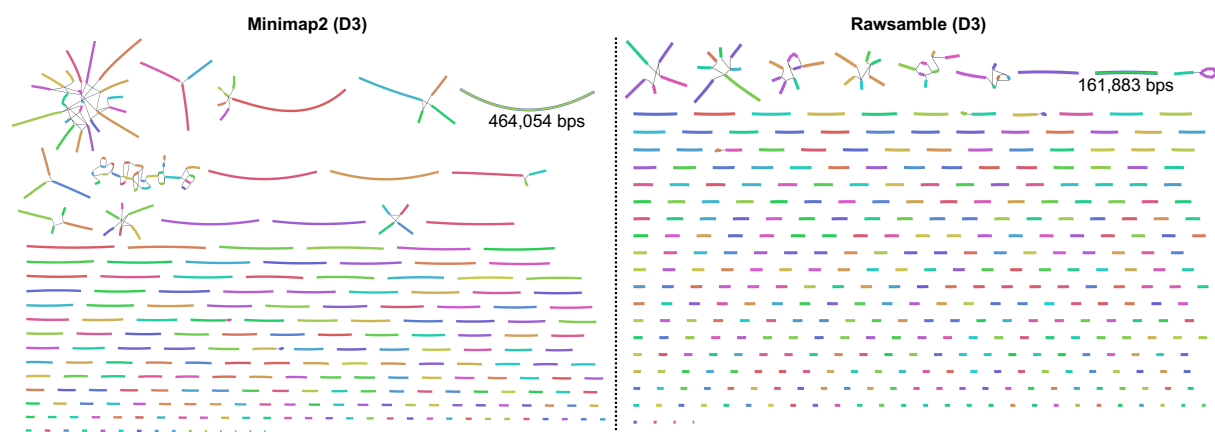 Minimap2 (D3)
Rawsamble (D3)
464,054 bps
161,883 bps